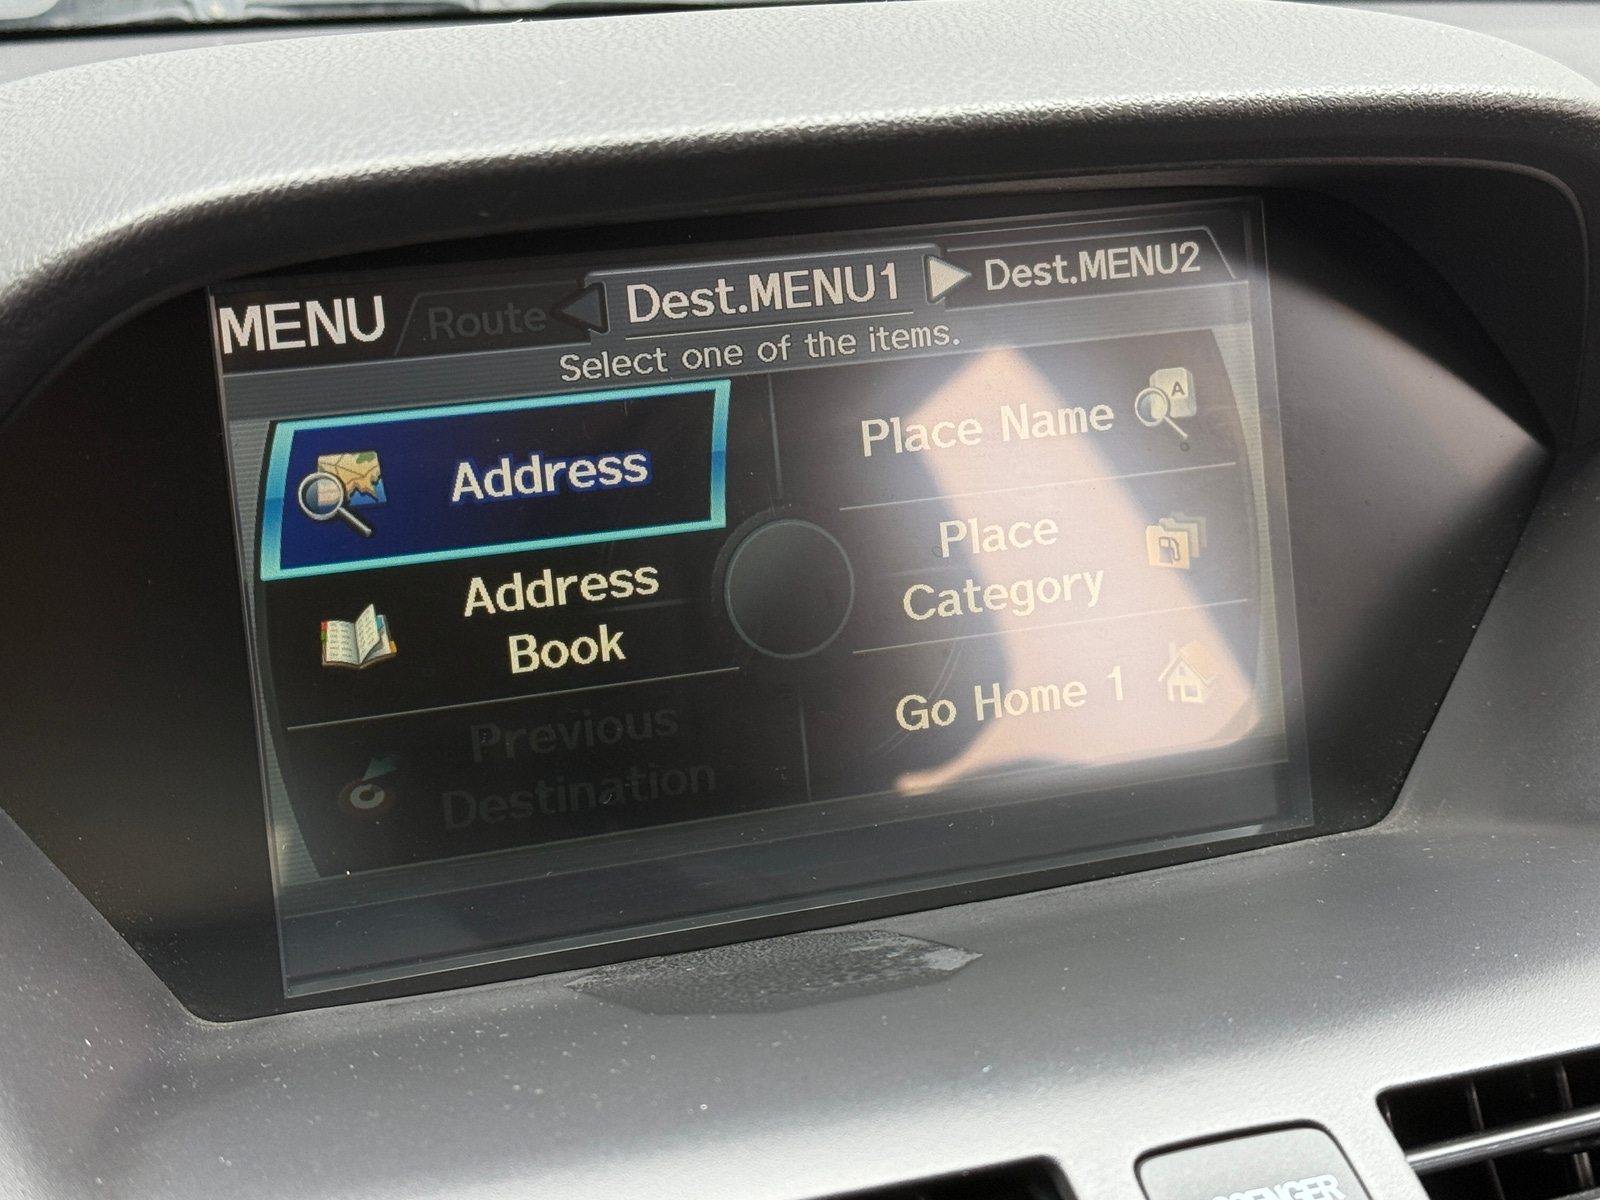 MENU
Route
Dest.MENU1
Dest.MENU2
Select one of the items.
Address
Address
Book
Previous
Destination
Place Name
A
Place
Category
Go Home 1